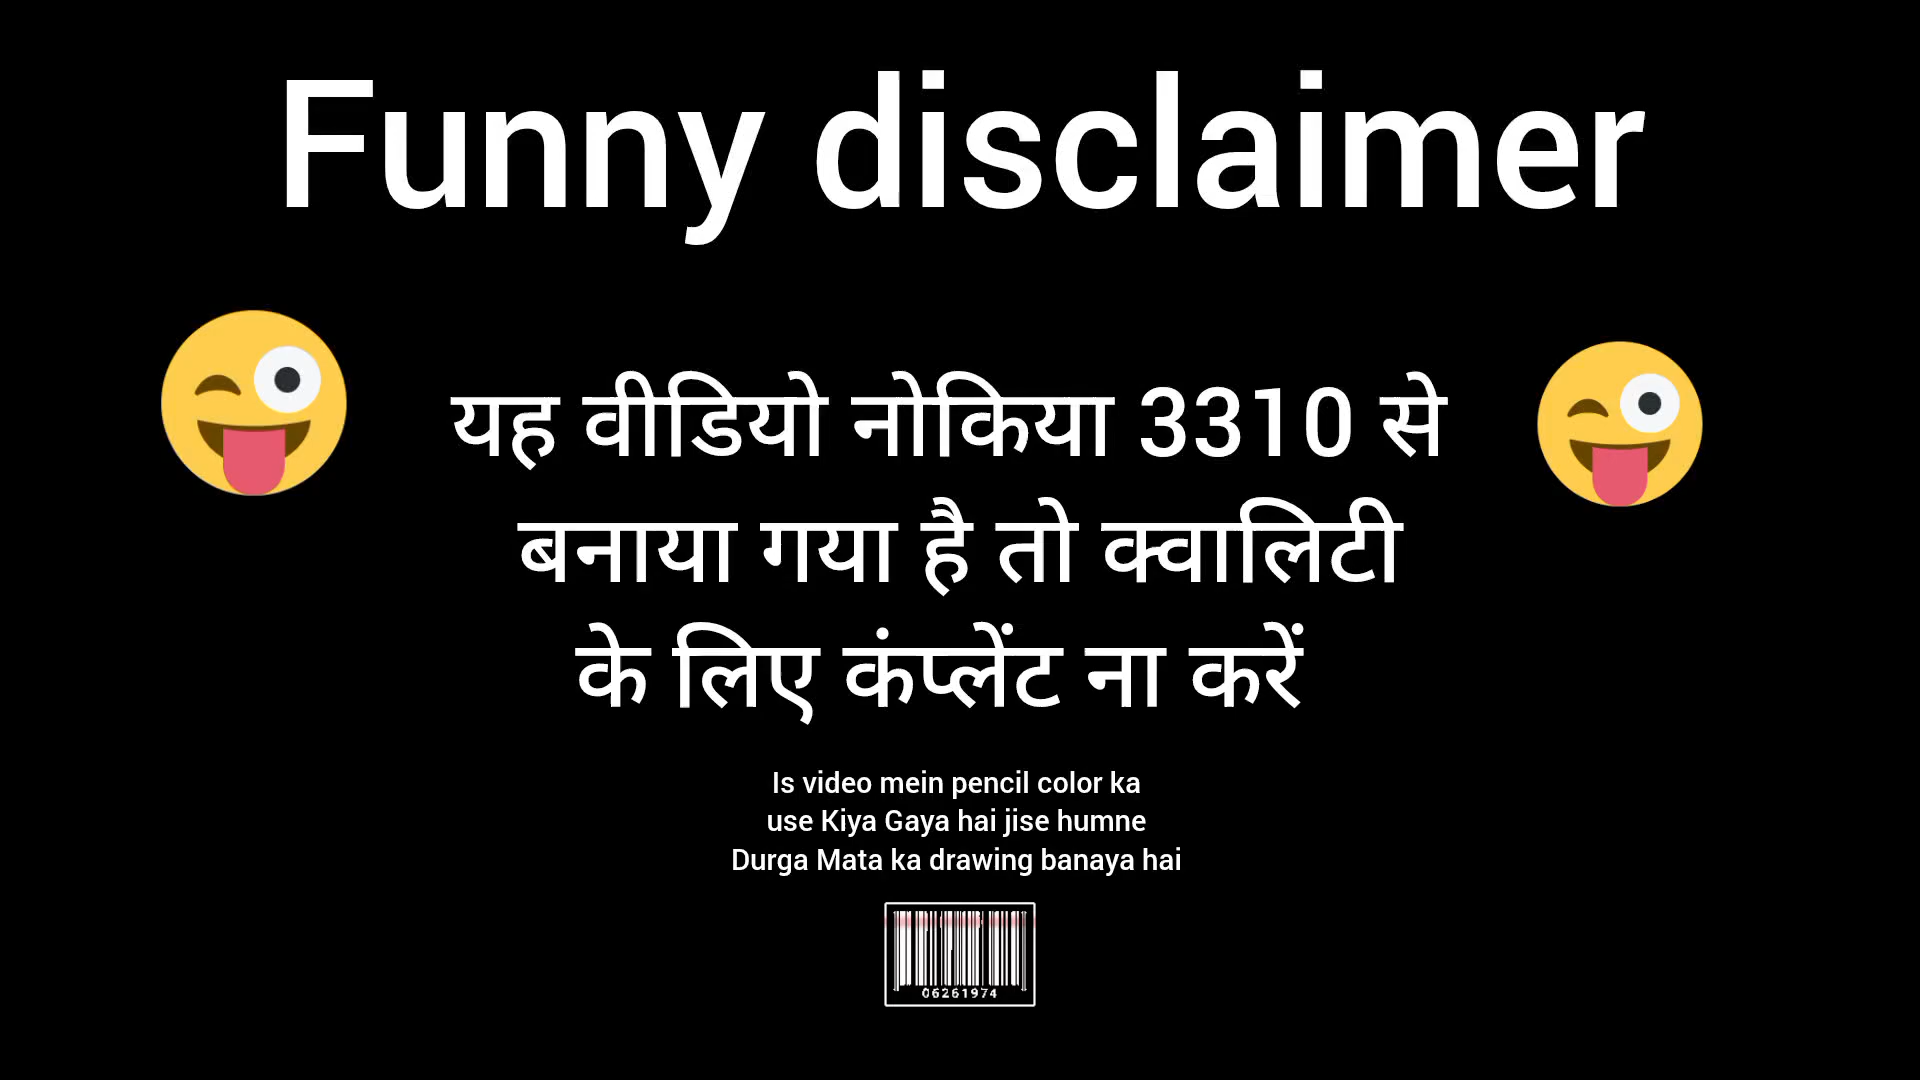 Funny disclaimer
यह वीडियो नोकिया 3310 से
बनाया गया है तो क्वालिटी
के लिए कंप्लेंट ना करें
Is video mein pencil color ka
use Kiya Gaya hai jise humne
Durga Mata ka drawing banaya hai
06261974